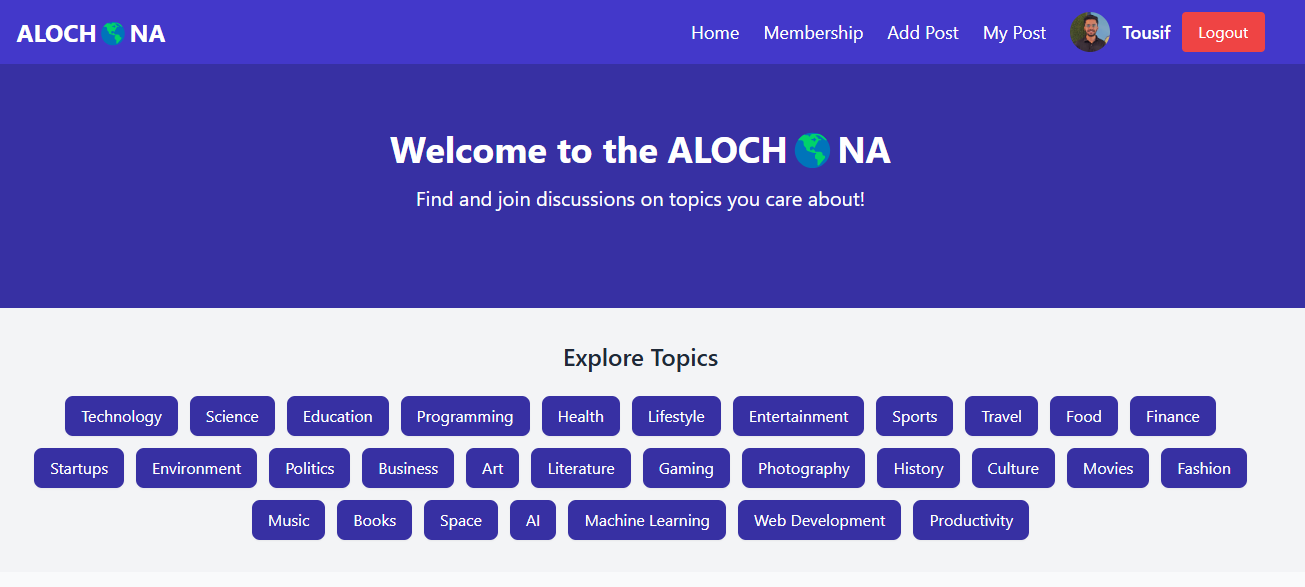 ALOCH🌎NA Home Membership Add Post My Post Tousif Logout
Welcome to the ALOCH🌎NA
Find and join discussions on topics you care about!
Explore Topics
Technology Science Education Programming Health Lifestyle Entertainment Sports Travel Food Finance
Startups Environment Politics Business Art Literature Gaming Photography History Culture Movies Fashion
Music Books Space AI Machine Learning Web Development Productivity